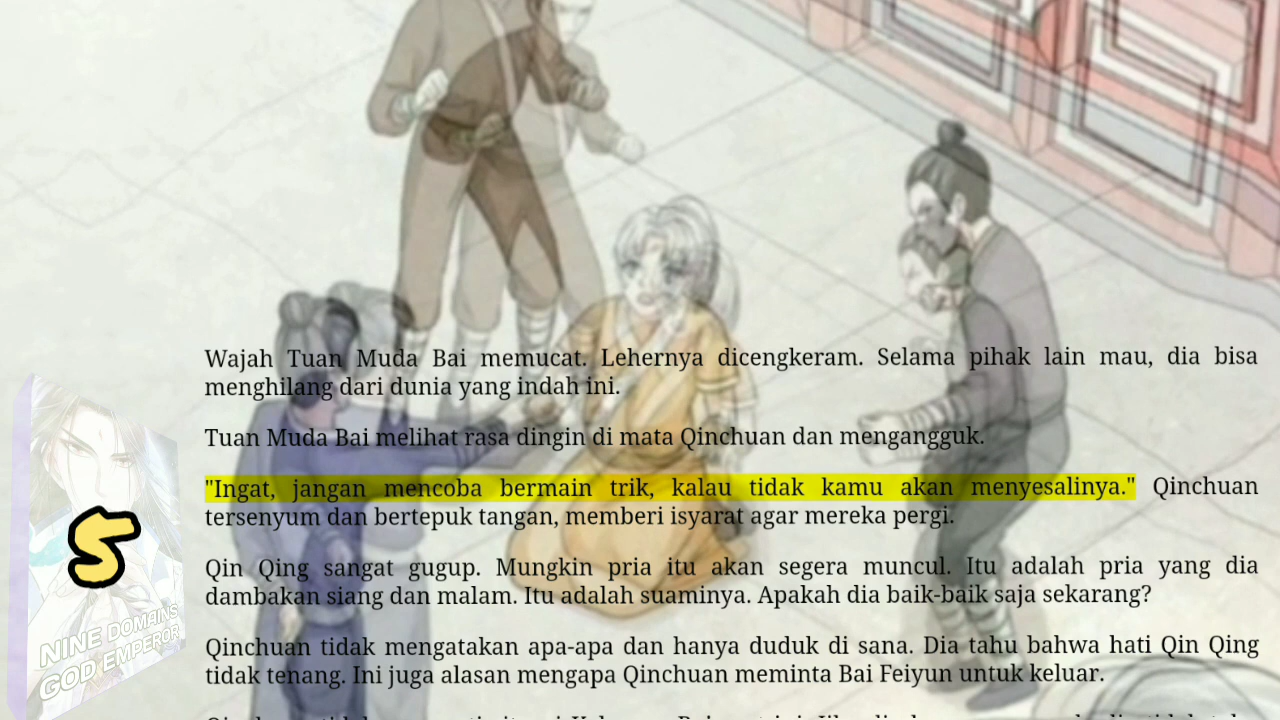 Wajah Tuan Muda Bai memucat. Lehernya dicengkeram. Selama pihak lain mau, dia bisa
menghilang dari dunia yang indah ini.
Tuan Muda Bai melihat rasa dingin di mata Qinchuan dan mengangguk.
"Ingat, jangan mencoba bermain trik, kalau tidak kamu akan menyesalinya." Qinchuan
tersenyum dan bertepuk tangan, memberi isyarat agar mereka pergi.
Qin Qing sangat gugup. Mungkin pria itu akan segera muncul. Itu adalah pria yang dia
dambakan siang dan malam. Itu adalah suaminya. Apakah dia baik-baik saja sekarang?
Qinchuan tidak mengatakan apa-apa dan hanya duduk di sana. Dia tahu bahwa hati Qin Qing
tidak tenang. Ini juga alasan mengapa Qinchuan meminta Bai Feiyun untuk keluar.
5
NINE DOMAINS
GOD EMPEROR